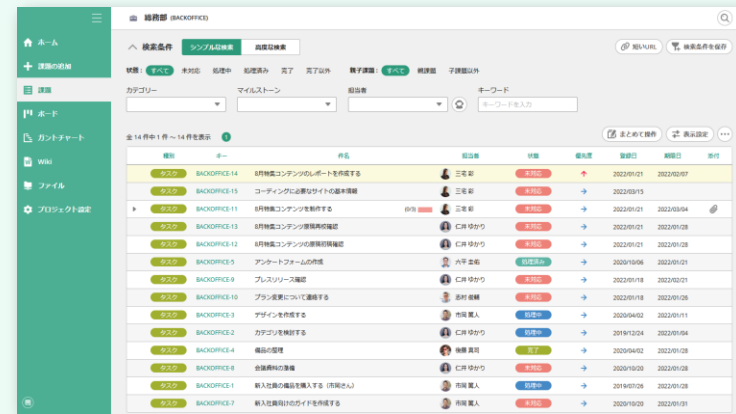 総務部 (BACKOFFICE)
ホーム
課題の追加
課題
ボード
ガントチャート
Wiki
ファイル
プロジェクト設定
検索条件 シンプルな検索 高度な検索 短いURL 検索条件を保存
状態: すべて 未対応 処理中 処理済み 完了 完了以外 親子課題: すべて 親課題 子課題以外
カテゴリー マイルストーン 担当者 キーワード
キーワードを入力
全14件中1件～14件を表示 1 まとめて操作 表示設定
種別 キー 件名 担当者 状態 優先度 登録日 期限日 添付
タスク BACKOFFICE-14 8月特集コンテンツのレポートを作成する 三宅 彩 未対応 2022/01/21 2022/02/07
タスク BACKOFFICE-15 コーディングに必要なサイトの基本情報 三宅 彩 未対応 2022/03/15
タスク BACKOFFICE-11 8月特集コンテンツを制作する 三宅 彩 未対応 2022/01/21 2022/03/04
タスク BACKOFFICE-13 8月特集コンテンツ原稿再校確認 仁井 ゆかり 未対応 2022/01/21 2022/01/28
タスク BACKOFFICE-12 8月特集コンテンツの原稿初稿確認 仁井 ゆかり 未対応 2022/01/21 2022/01/28
タスク BACKOFFICE-5 アンケートフォームの作成 六平 圭佑 処理済み 2020/10/06 2022/01/21
タスク BACKOFFICE-9 プレスリリース確認 仁井 ゆかり 未対応 2022/01/18 2022/02/21
タスク BACKOFFICE-10 プラン変更について連絡する 志村 俊輔 未対応 2022/01/18 2022/01/26
タスク BACKOFFICE-3 デザインを作成する 市岡 萬人 処理中 2020/04/02 2022/01/11
タスク BACKOFFICE-2 カテゴリを検討する 仁井 ゆかり 処理中 2019/12/24 2022/01/04
タスク BACKOFFICE-4 備品の整理 後藤 真司 完了 2020/04/02 2022/01/28
タスク BACKOFFICE-8 会議資料の準備 仁井 ゆかり 未対応 2020/10/20 2022/01/28
タスク BACKOFFICE-1 新入社員の備品を購入する（市岡さん） 市岡 萬人 処理中 2019/07/26 2022/01/28
タスク BACKOFFICE-7 新入社員向けのガイドを作成する 市岡 萬人 未対応 2020/10/20 2022/01/31